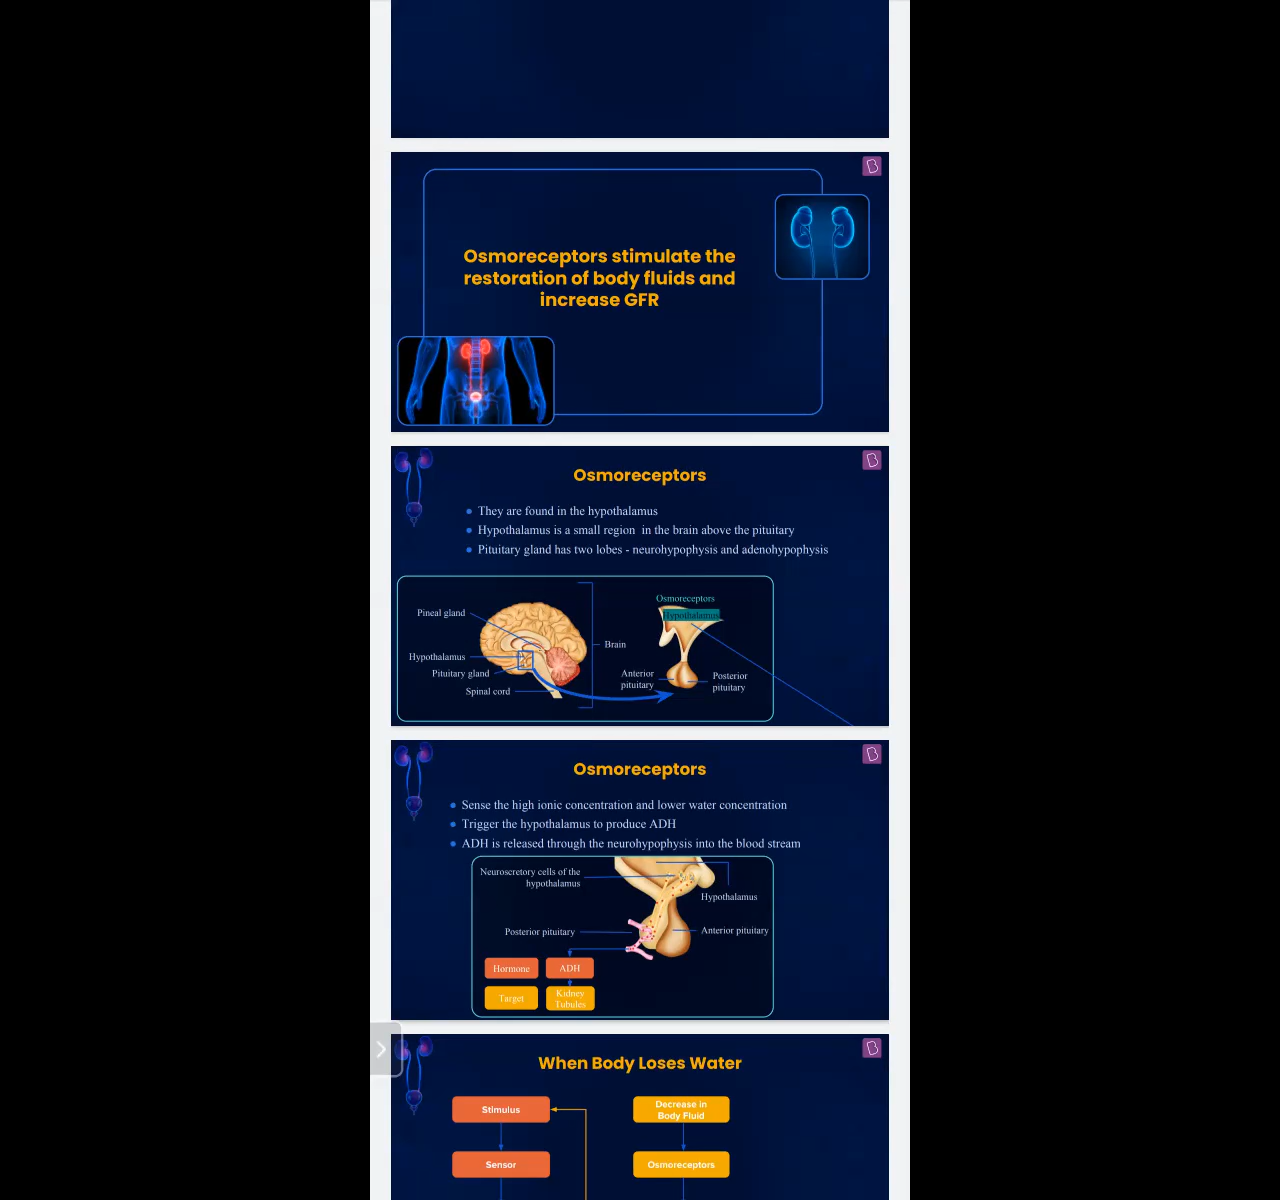 Osmoreceptors stimulate the
restoration of body fluids and
increase GFR
Osmoreceptors
They are found in the hypothalamus
Hypothalamus is a small region in the brain above the pituitary
Pituitary gland has two lobes - neurohypophysis and adenohypophysis
Pineal gland
Hypothalamus
Pituitary gland
Spinal cord
Brain
Osmoreceptors
Hypothalamus
Anterior
pituitary
Posterior
pituitary
Osmoreceptors
Sense the high ionic concentration and lower water concentration
Trigger the hypothalamus to produce ADH
ADH is released through the neurohypophysis into the blood stream
Neuroscretory cells of the
hypothalamus
Hypothalamus
Posterior pituitary
Anterior pituitary
Hormone
ADH
Target
Kidney
Tubules
When Body Loses Water
Stimulus
Decrease in
Body Fluid
Sensor
Osmoreceptors